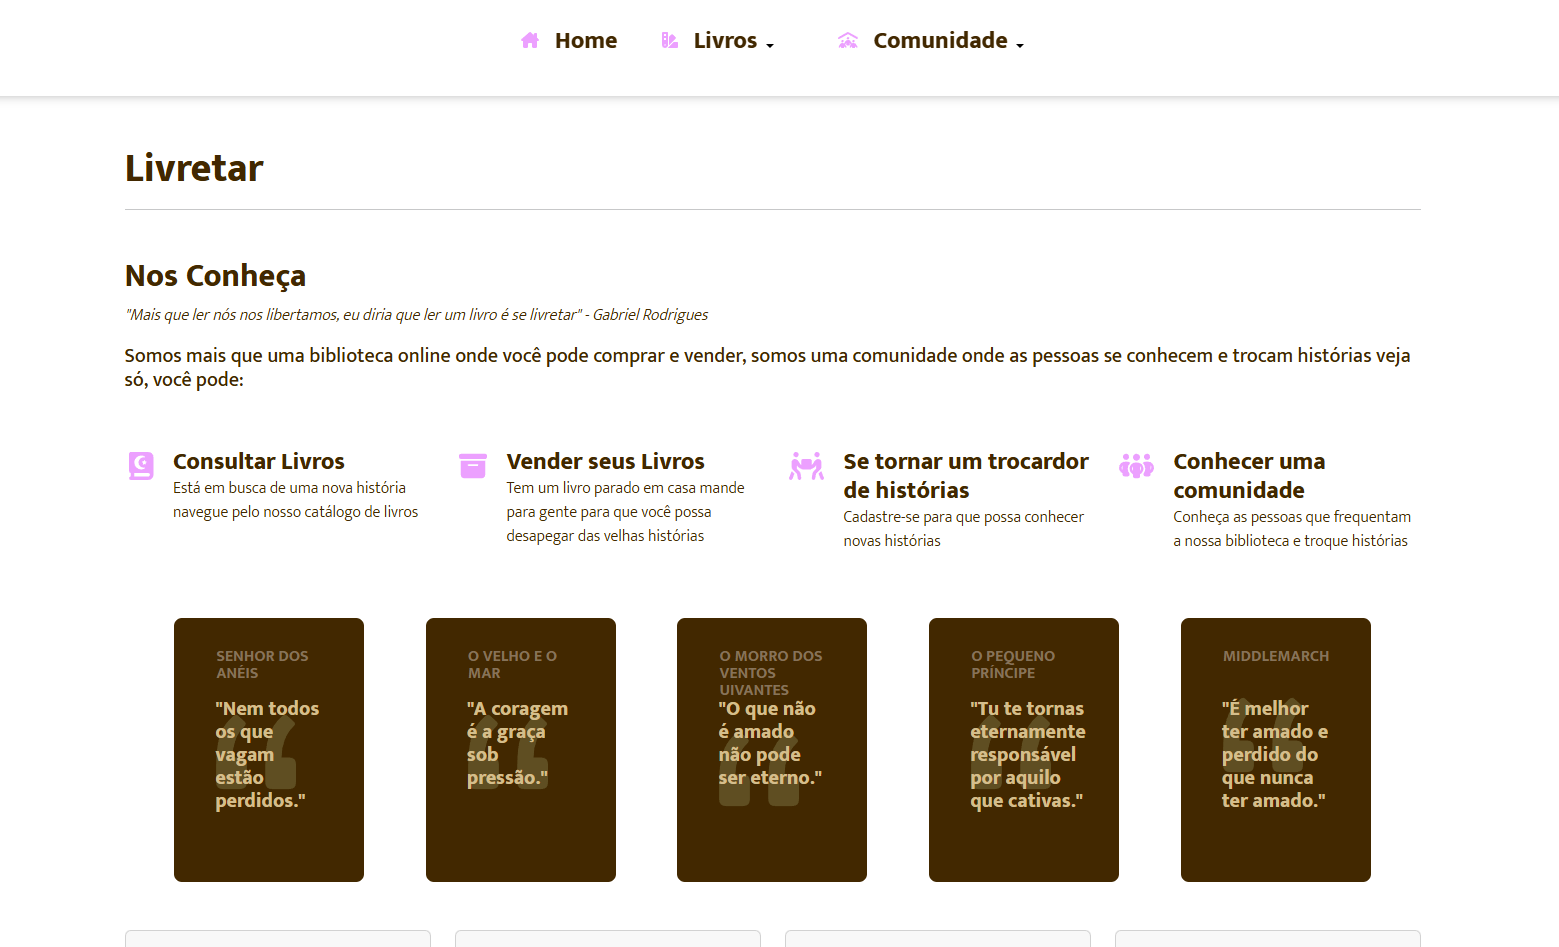 Home
Livros
Comunidade
Livretar
Nos Conheça
"Mais que ler nós nos libertamos, eu diria que ler um livro é se livretar" - Gabriel Rodrigues
Somos mais que uma biblioteca online onde você pode comprar e vender, somos uma comunidade onde as pessoas se conhecem e trocam histórias veja
só, você pode:
Consultar Livros
Está em busca de uma nova história
navegue pelo nosso catálogo de livros
Vender seus Livros
Tem um livro parado em casa mande
para gente para que você possa
desapegar das velhas histórias
Se tornar um trocardor
de histórias
Cadastre-se para que possa conhecer
novas histórias
Conhecer uma
comunidade
Conheça as pessoas que frequentam
a nossa biblioteca e troque histórias
SENHOR DOS
ANÉIS
"Nem todos
os que
vagam
estão
perdidos."
O VELHO E O
MAR
"A coragem
é a graça
sob
pressão."
O MORRO DOS
VENTOS
UIVANTES
"O que não
é amado
não pode
ser eterno."
O PEQUENO
PRÍNCIPE
"Tu te tornas
eternamente
responsável
por aquilo
que cativas."
MIDDLEMARCH
"É melhor
ter amado e
perdido do
que nunca
ter amado."